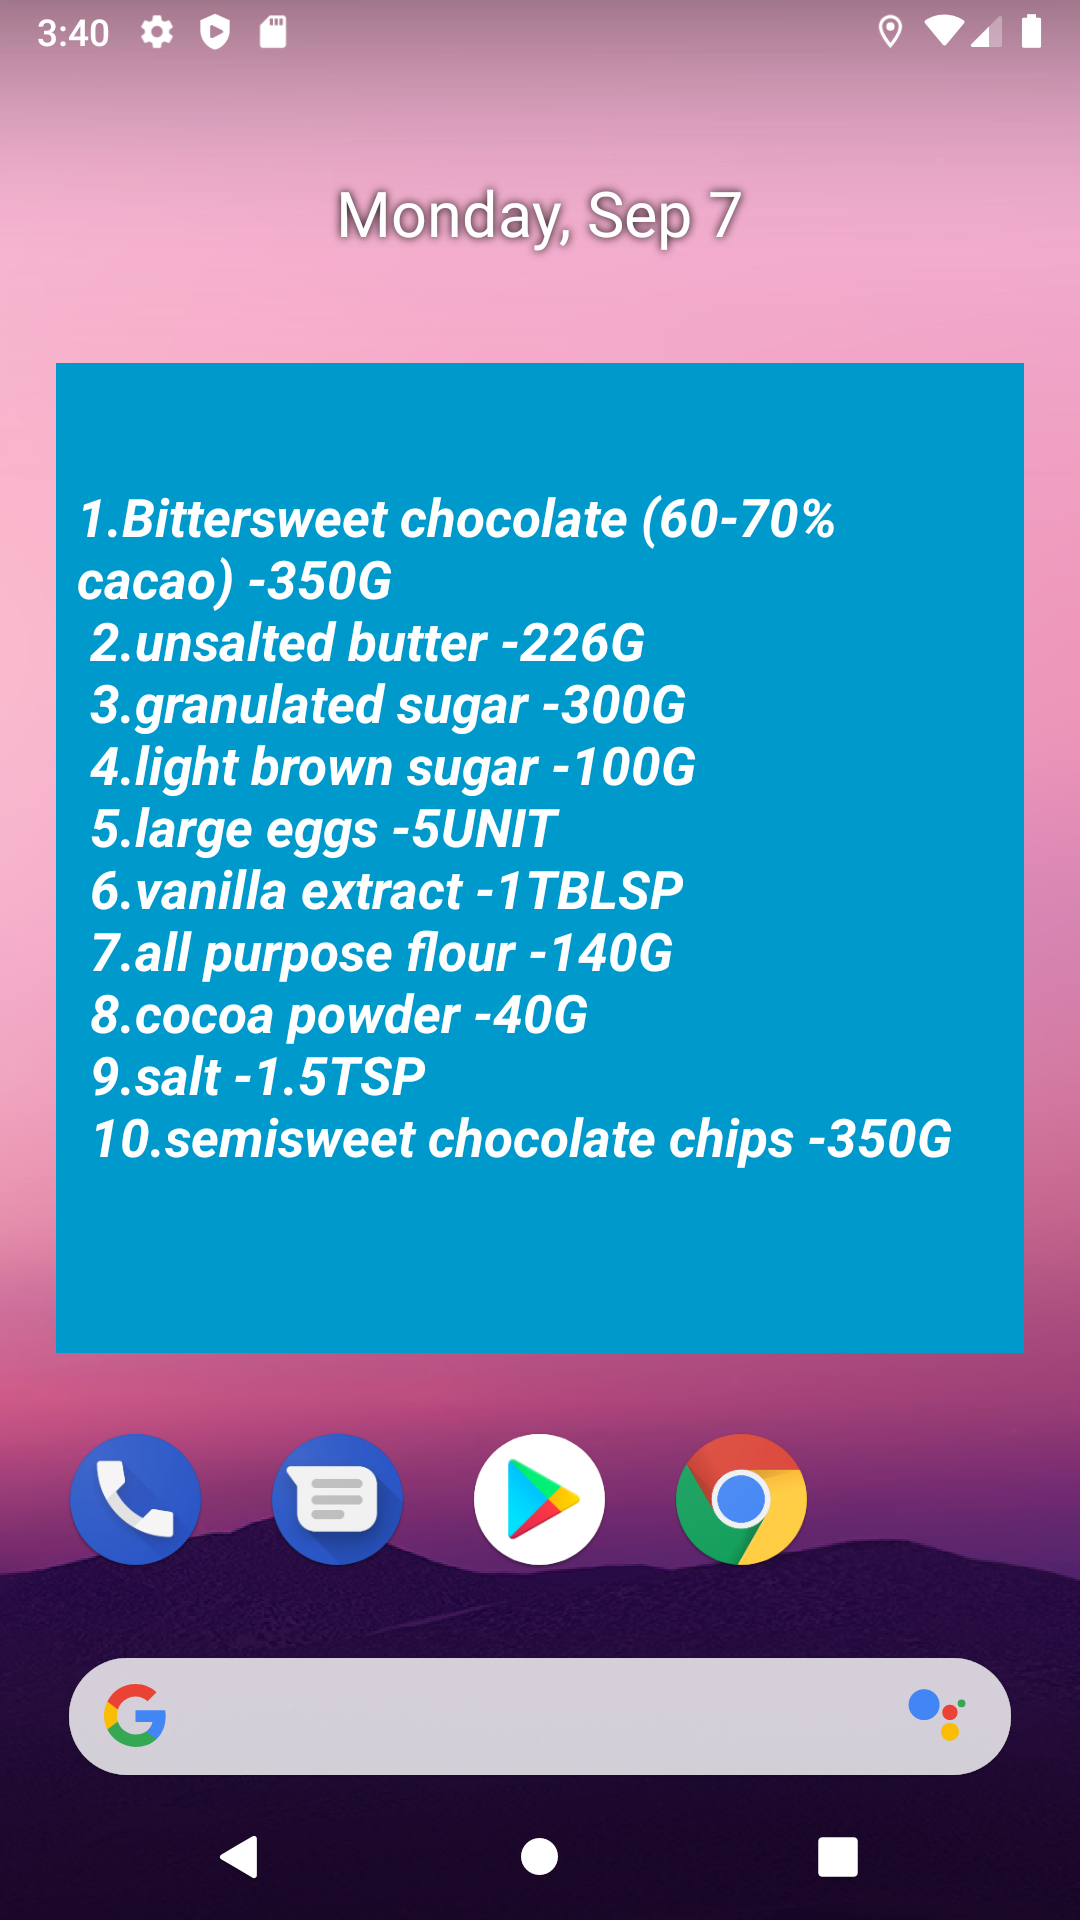 3:40
Monday, Sep 7
1.Bittersweet chocolate (60-70%
cacao) -350G
2.unsalted butter -226G
3.granulated sugar -300G
4.light brown sugar -100G
5.large eggs -5UNIT
6.vanilla extract -1TBLSP
7.all purpose flour -140G
8.cocoa powder -40G
9.salt -1.5TSP
10.semisweet chocolate chips -350G